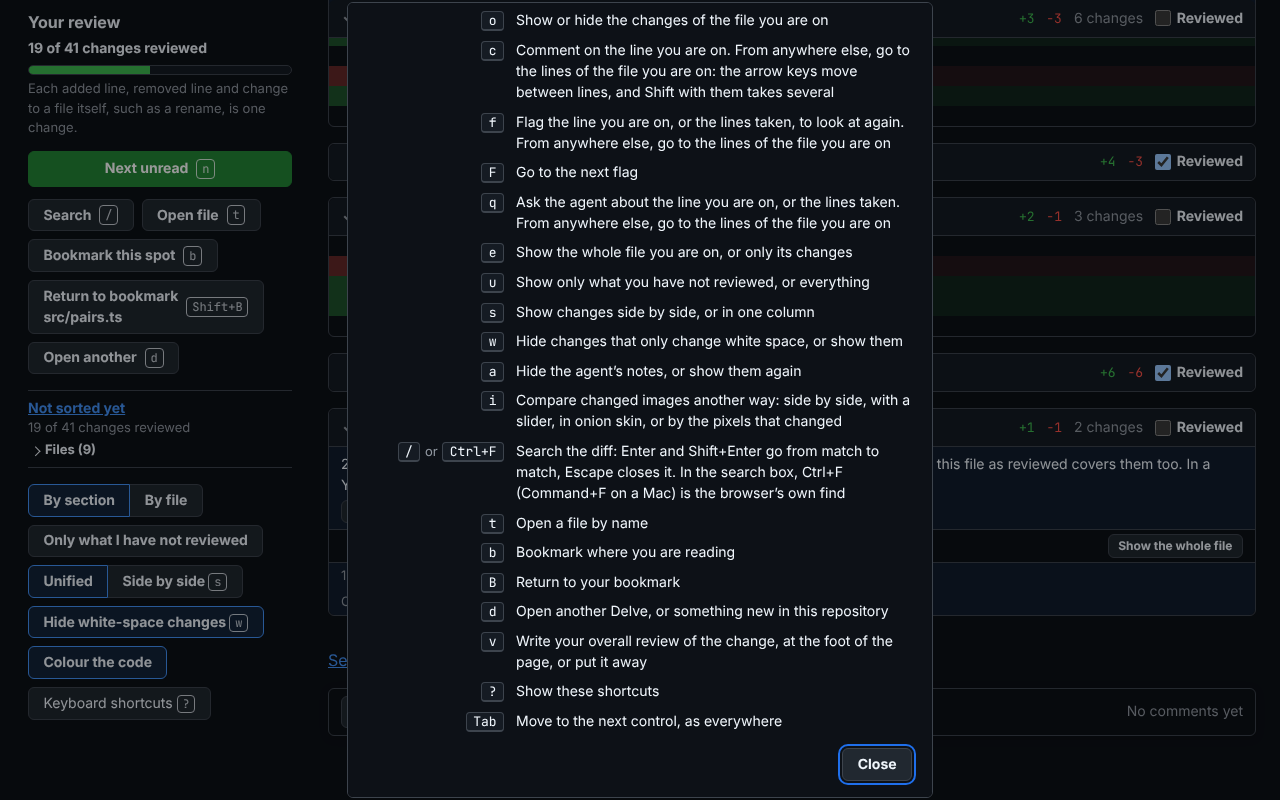 Your review
19 of 41 changes reviewed
Each added line, removed line and change
to a file itself, such as a rename, is one
change.
Next unread n
Search / Open file t
Bookmark this spot b
Return to bookmark
src/pairs.ts Shift+B
Open another d
Not sorted yet
19 of 41 changes reviewed
Files (9)
By section By file
Only what I have not reviewed
Unified Side by side s
Hide white-space changes w
Colour the code
Keyboard shortcuts ?
o Show or hide the changes of the file you are on
c Comment on the line you are on. From anywhere else, go to
the lines of the file you are on: the arrow keys move
between lines, and Shift with them takes several
f Flag the line you are on, or the lines taken, to look at again.
From anywhere else, go to the lines of the file you are on
F Go to the next flag
q Ask the agent about the line you are on, or the lines taken.
From anywhere else, go to the lines of the file you are on
e Show the whole file you are on, or only its changes
u Show only what you have not reviewed, or everything
s Show changes side by side, or in one column
w Hide changes that only change white space, or show them
a Hide the agent’s notes, or show them again
i Compare changed images another way: side by side, with a
slider, in onion skin, or by the pixels that changed
/ or Ctrl+F Search the diff: Enter and Shift+Enter go from match to
match, Escape closes it. In the search box, Ctrl+F
(Command+F on a Mac) is the browser’s own find
t Open a file by name
b Bookmark where you are reading
B Return to your bookmark
d Open another Delve, or something new in this repository
v Write your overall review of the change, at the foot of the
page, or put it away
? Show these shortcuts
Tab Move to the next control, as everywhere
Close
+3 -3 6 changes Reviewed
+4 -3 Reviewed
+2 -1 3 changes Reviewed
+6 -6 Reviewed
+1 -1 2 changes Reviewed
this file as reviewed covers them too. In a
Show the whole file
No comments yet